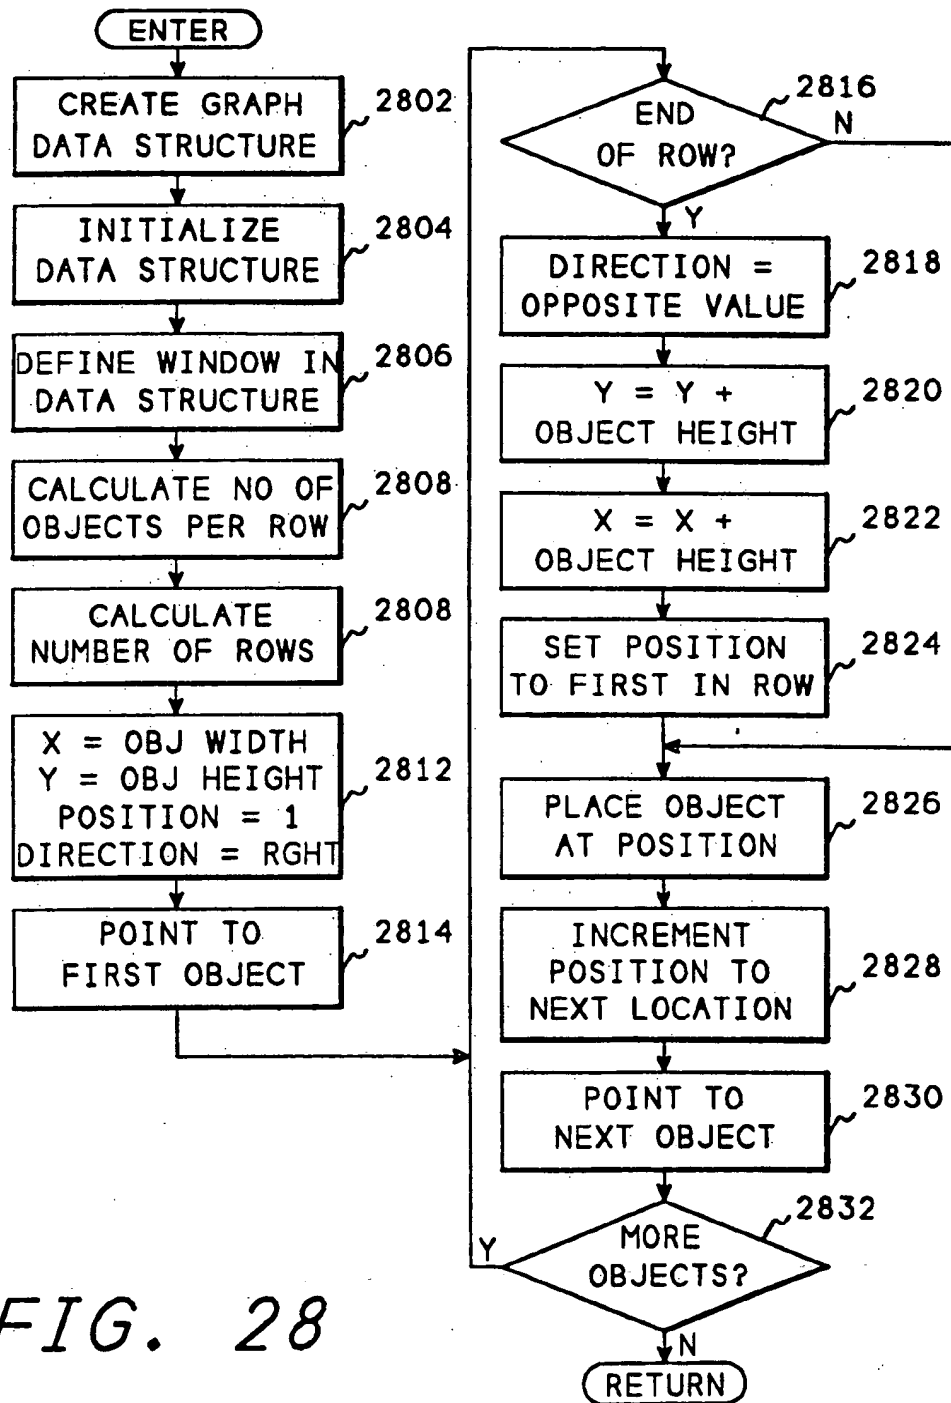 ENTER
CREATE GRAPH
DATA STRUCTURE
2802
INITIALIZE
DATA STRUCTURE
2804
DEFINE WINDOW IN
DATA STRUCTURE
2806
CALCULATE NO OF
OBJECTS PER ROW
2808
CALCULATE
NUMBER OF ROWS
2808
X = OBJ WIDTH
Y = OBJ HEIGHT
POSITION = 1
DIRECTION = RGHT
2812
POINT TO
FIRST OBJECT
2814
END
OF ROW?
2816
N
Y
DIRECTION =
OPPOSITE VALUE
2818
Y = Y +
OBJECT HEIGHT
2820
X = X +
OBJECT HEIGHT
2822
SET POSITION
TO FIRST IN ROW
2824
PLACE OBJECT
AT POSITION
2826
INCREMENT
POSITION TO
NEXT LOCATION
2828
POINT TO
NEXT OBJECT
2830
MORE
OBJECTS?
2832
Y
N
RETURN
FIG. 28